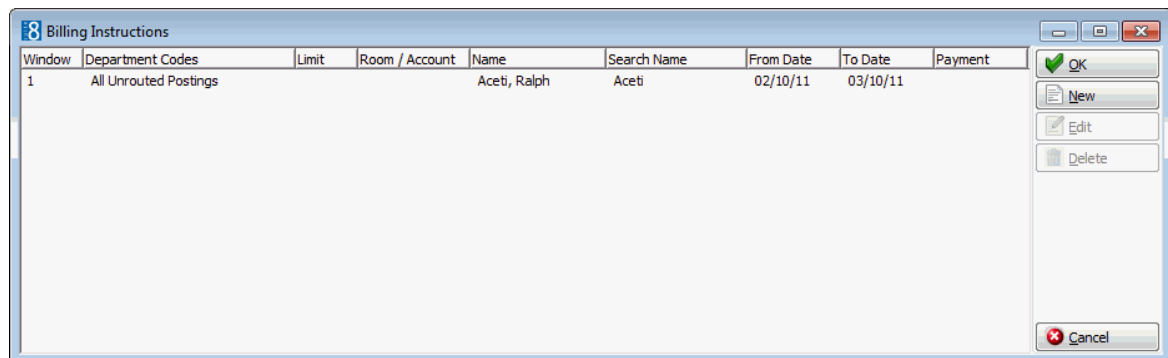 8 Billing Instructions
Window Department Codes Limit Room / Account Name Search Name From Date To Date Payment
1 All Unrouted Postings Aceti, Ralph Aceti 02/10/11 03/10/11
OK
New
Edit
Delete
Cancel